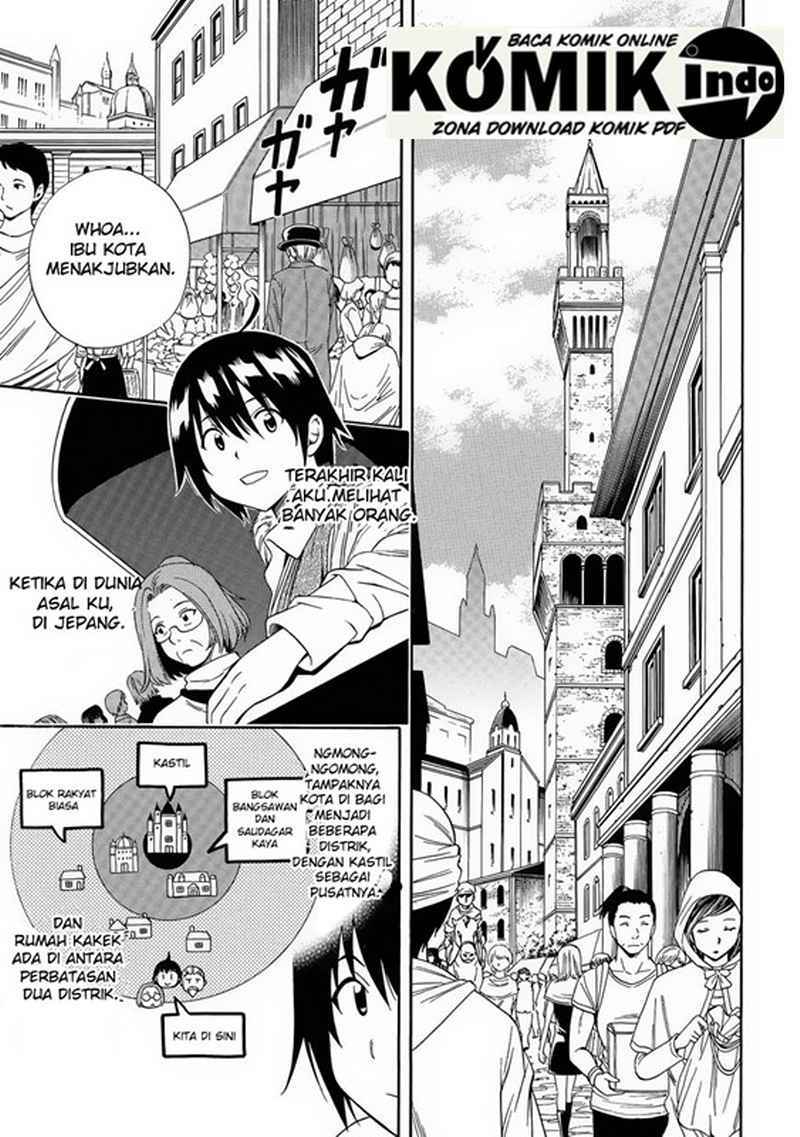 BACA KOMIK ONLINE
KOMIK indo
ZONA DOWNLOAD KOMIK PDF
ガヤ
ガヤ
WHOA...
IBU KOTA
MENAKJUBKAN.
TERAKHIR KALI
AKU MELIHAT
BANYAK ORANG.
KETIKA DI DUNIA
ASAL KU,
DI JEPANG.
NGMONG-
NGOMONG,
TAMPAKNYA
KOTA DI BAGI
MENJADI
BEBERAPA
DISTRIK,
DENGAN KASTIL
SEBAGAI
PUSATNYA.
KASTIL
BLOK RAKYAT
BIASA
BLOK
BANGSAWAN
DAN
SAUDAGAR
KAYA
DAN
RUMAH KAKEK
ADA DI ANTARA
PERBATASAN
DUA DISTRIK.
KITA DI SINI